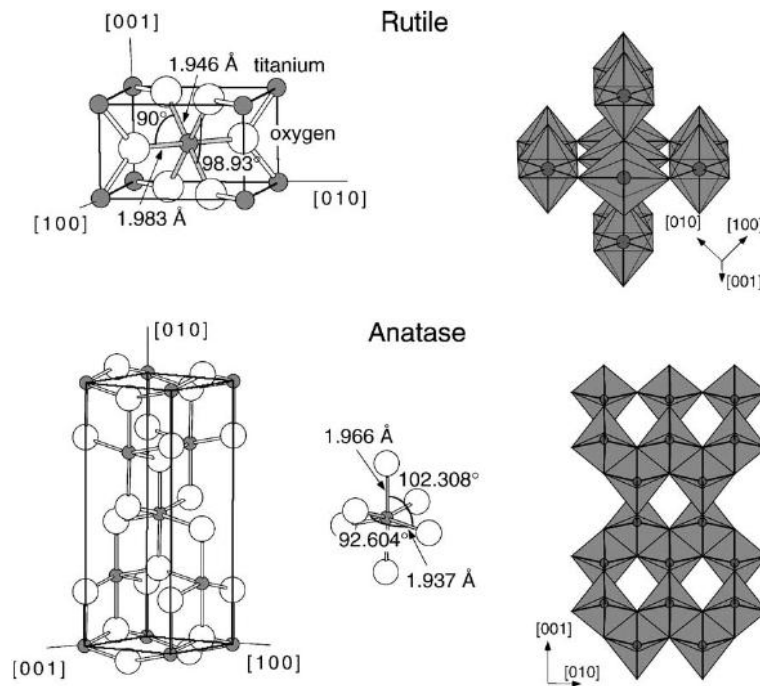 Rutile
[001]
1.946 Å
titanium
90°
oxygen
98.93°
[010]
[100]
1.983 Å
[010]
[100]
[001]
Anatase
[010]
1.966 Å
102.308°
92.604°
1.937 Å
[001]
[100]
[001]
[010]